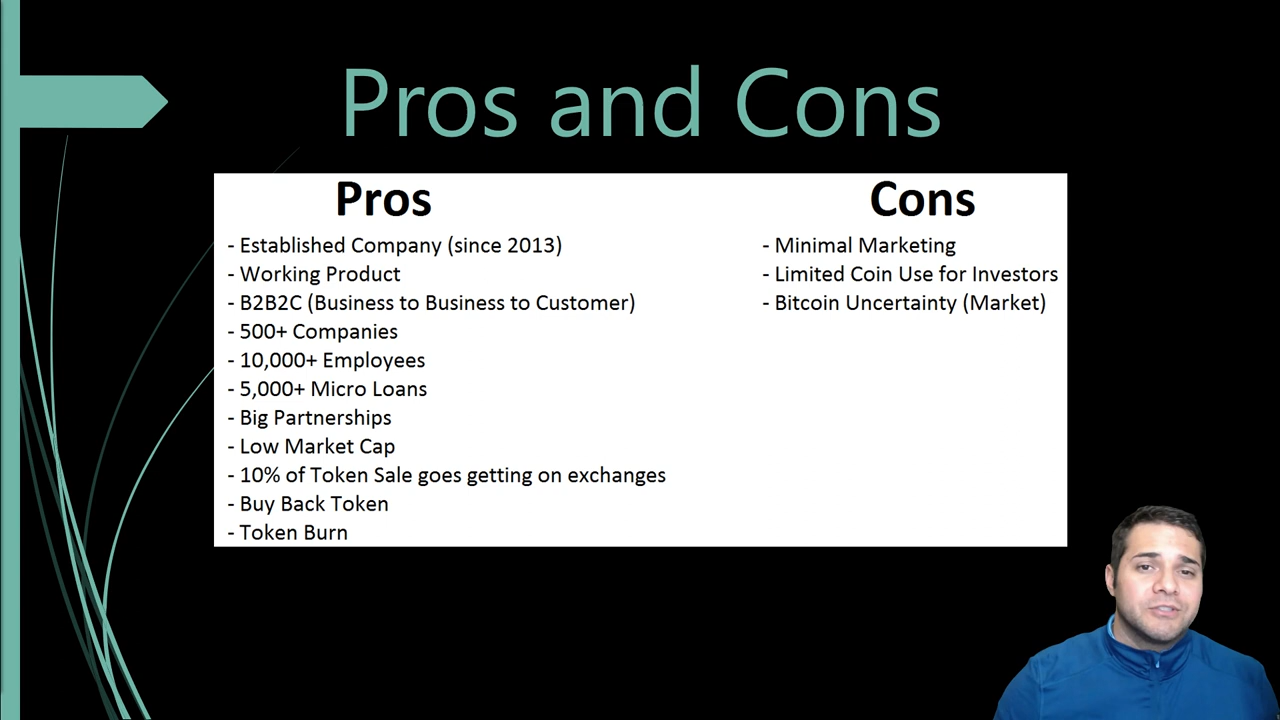 Pros and Cons
Pros
- Established Company (since 2013)
- Working Product
- B2B2C (Business to Business to Customer)
- 500+ Companies
- 10,000+ Employees
- 5,000+ Micro Loans
- Big Partnerships
- Low Market Cap
- 10% of Token Sale goes getting on exchanges
- Buy Back Token
- Token Burn
Cons
- Minimal Marketing
- Limited Coin Use for Investors
- Bitcoin Uncertainty (Market)